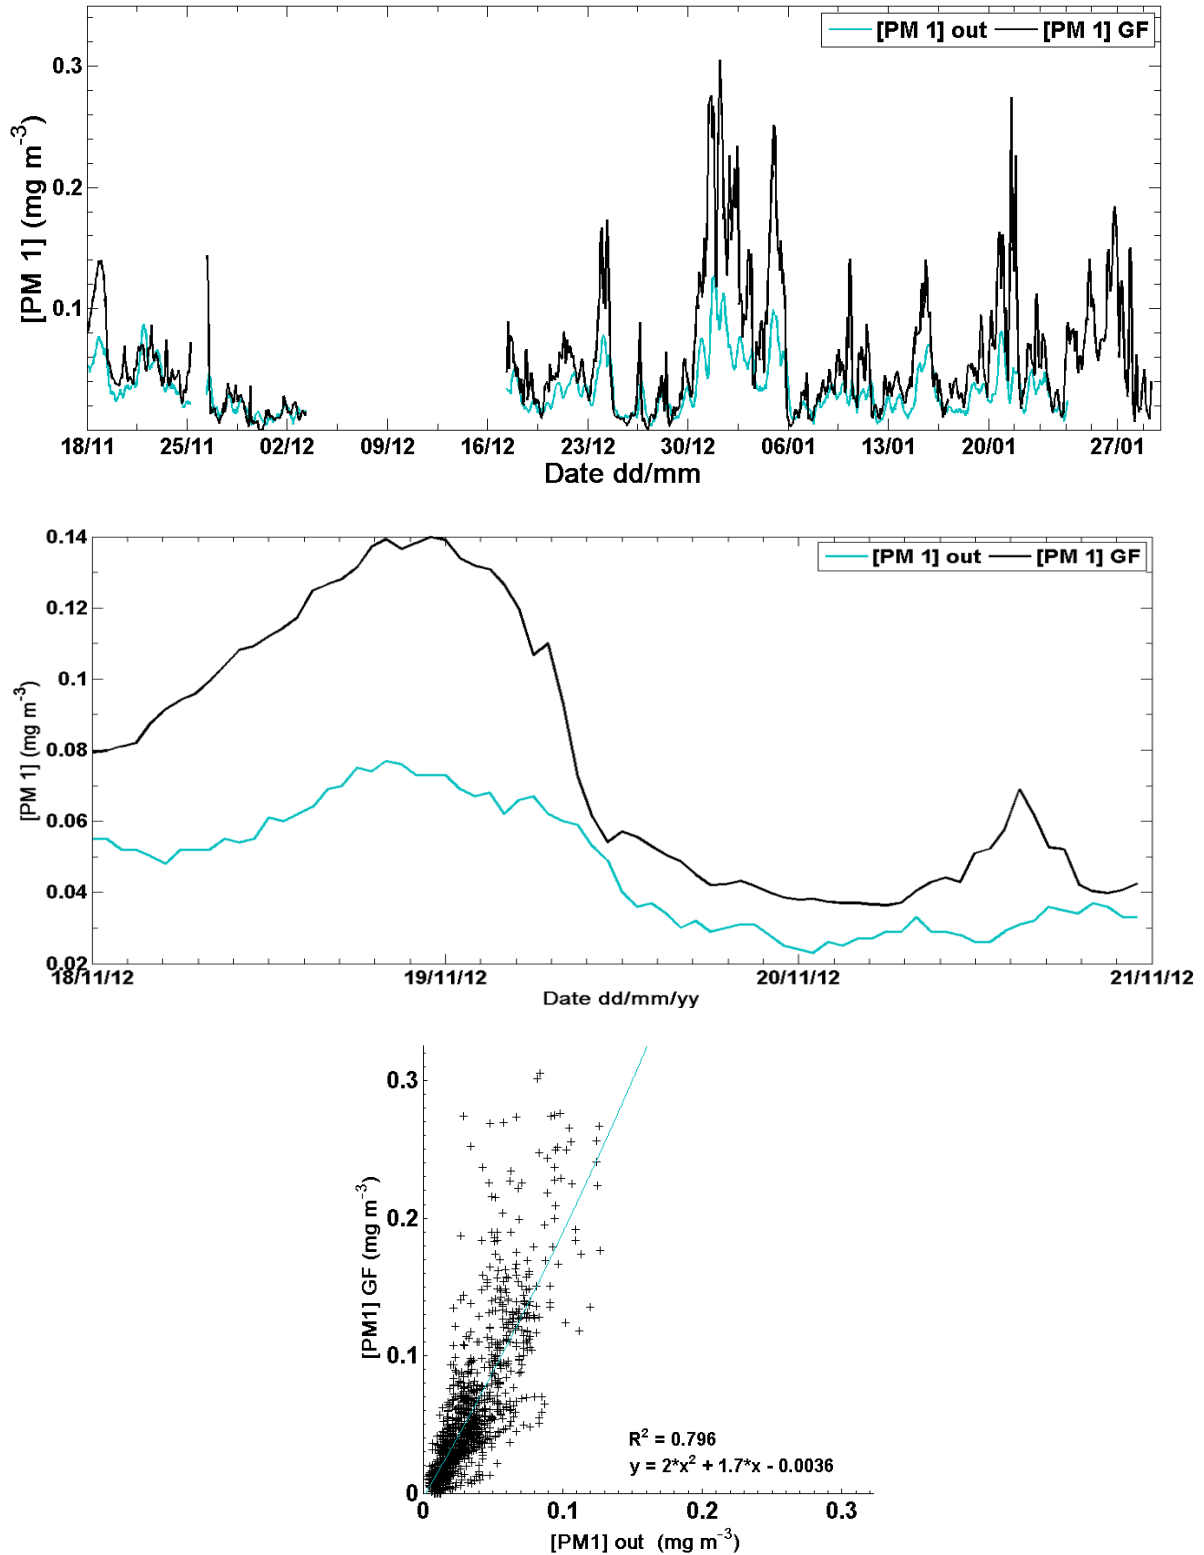 [PM 1] out [PM 1] GF
[PM 1] (mg m⁻³)
0.3
0.2
0.1
18/11 25/11 02/12 09/12 16/12 23/12 30/12 06/01 13/01 20/01 27/01
Date dd/mm
[PM 1] out [PM 1] GF
[PM 1] (mg m⁻³)
0.14
0.12
0.1
0.08
0.06
0.04
0.02
18/11/12 19/11/12 20/11/12 21/11/12
Date dd/mm/yy
[PM1] GF (mg m⁻³)
0.3
0.2
0.1
0
R² = 0.796
y = 2*x² + 1.7*x - 0.0036
0 0.1 0.2 0.3
[PM1] out (mg m⁻³)